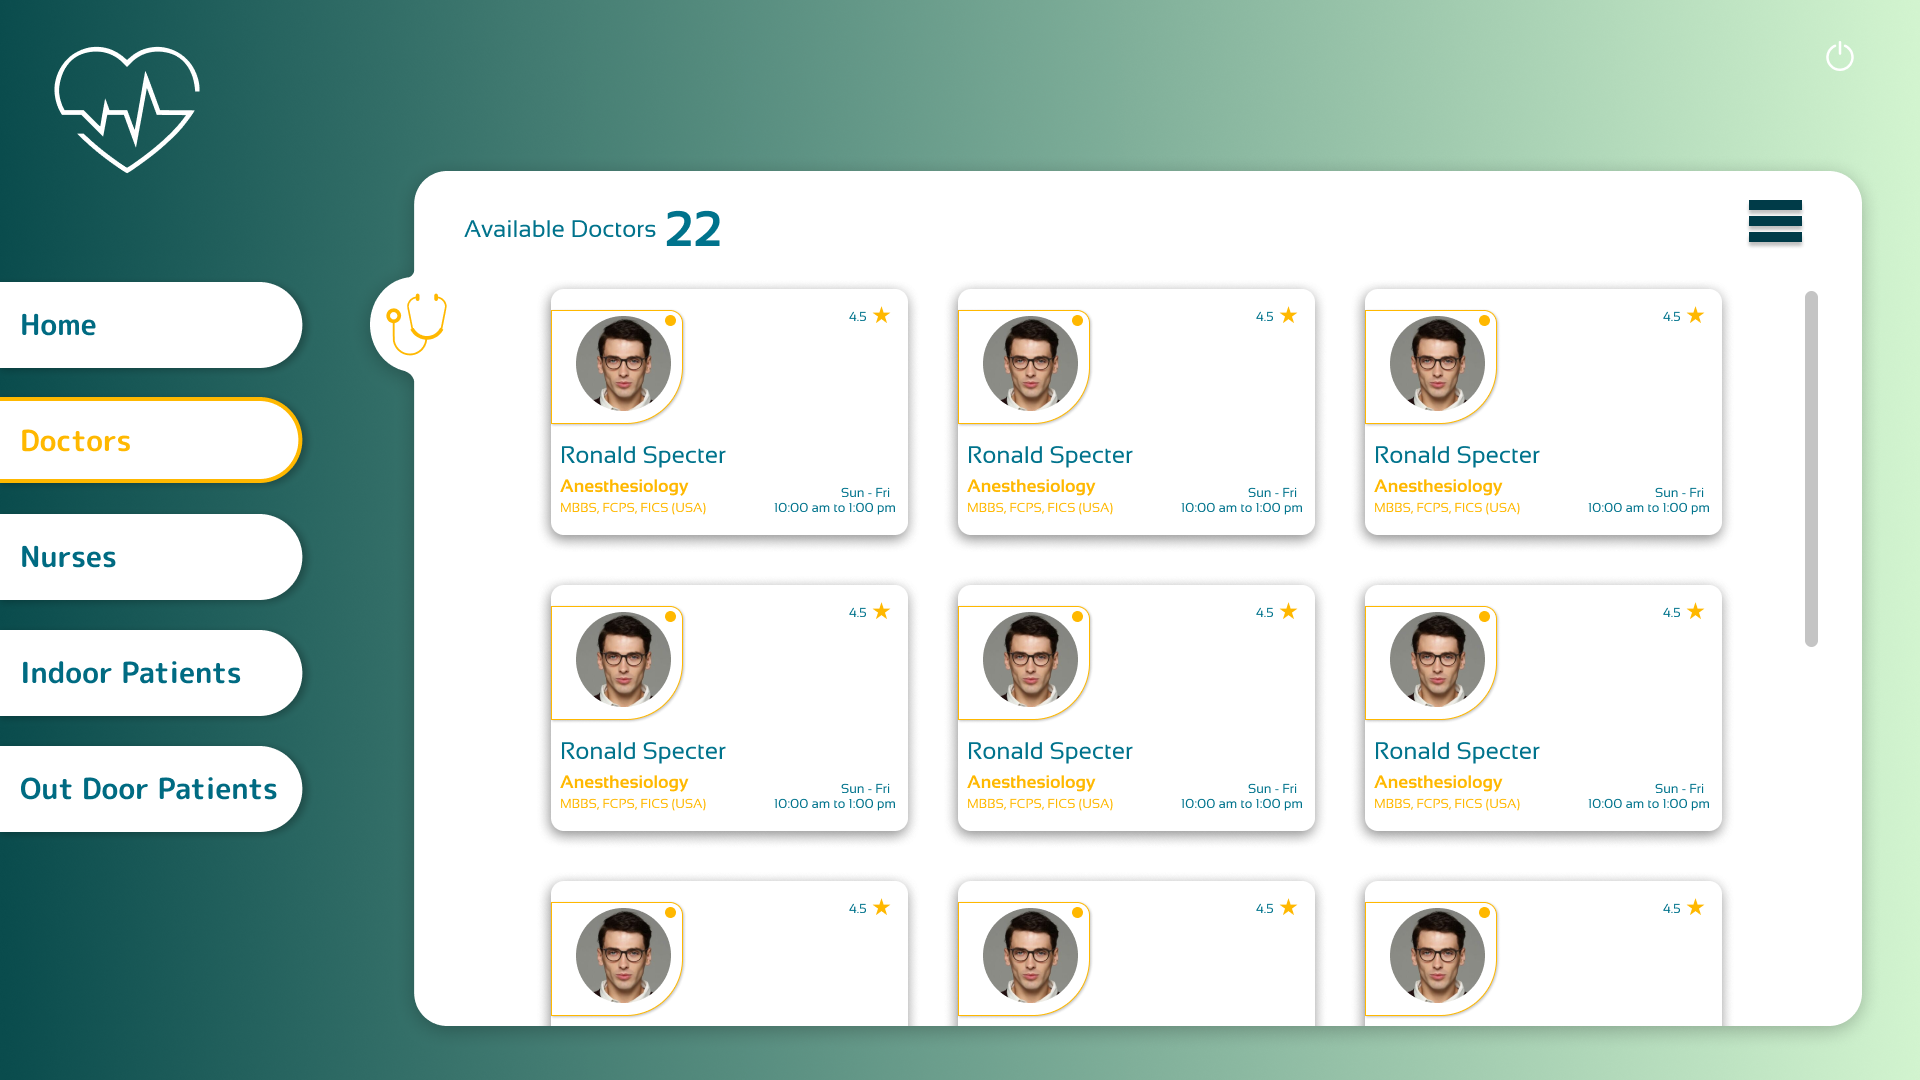 Available Doctors 22
Home
Doctors
Nurses
Indoor Patients
Out Door Patients
4.5
Ronald Specter
Anesthesiology
MBBS, FCPS, FICS (USA)
Sun - Fri
10:00 am to 1:00 pm
4.5
Ronald Specter
Anesthesiology
MBBS, FCPS, FICS (USA)
Sun - Fri
10:00 am to 1:00 pm
4.5
Ronald Specter
Anesthesiology
MBBS, FCPS, FICS (USA)
Sun - Fri
10:00 am to 1:00 pm
4.5
Ronald Specter
Anesthesiology
MBBS, FCPS, FICS (USA)
Sun - Fri
10:00 am to 1:00 pm
4.5
Ronald Specter
Anesthesiology
MBBS, FCPS, FICS (USA)
Sun - Fri
10:00 am to 1:00 pm
4.5
Ronald Specter
Anesthesiology
MBBS, FCPS, FICS (USA)
Sun - Fri
10:00 am to 1:00 pm
4.5
4.5
4.5